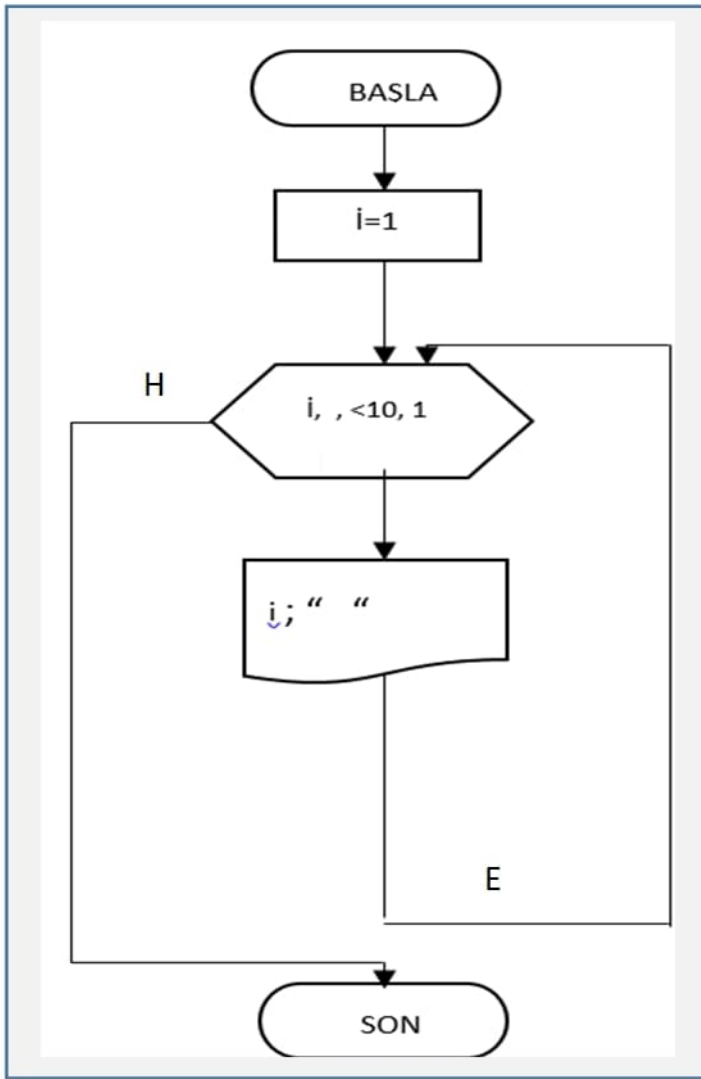 BAŞLA
İ=1
H
İ, , <10, 1
i; “ “
E
SON